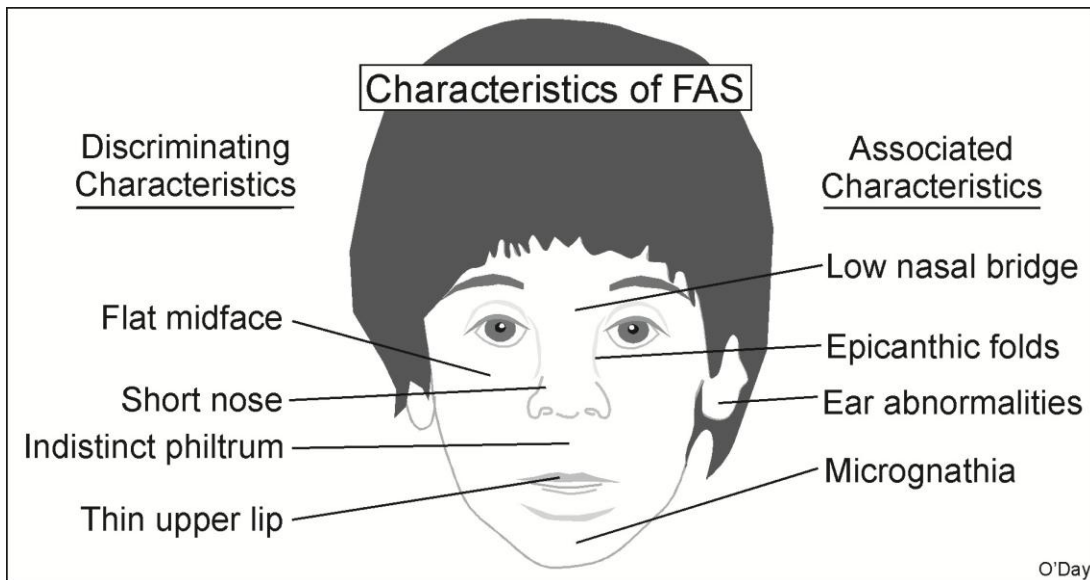 Characteristics of FAS
Discriminating
Characteristics
Flat midface
Short nose
Indistinct philtrum
Thin upper lip
Associated
Characteristics
Low nasal bridge
Epicanthic folds
Ear abnormalities
Micrognathia
O'Day